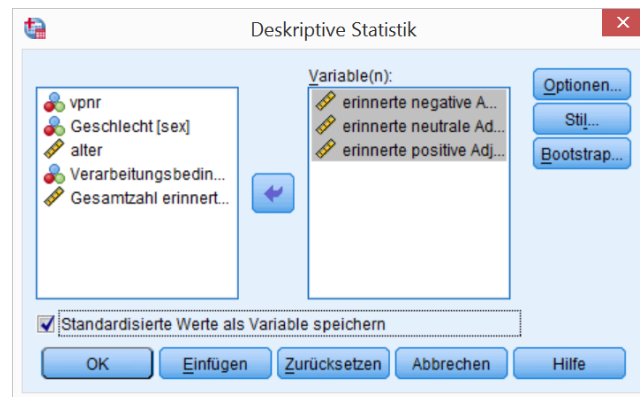 Deskriptive Statistik
Variable(n):
vpnr
Geschlecht [sex]
alter
Verarbeitungsbedin...
Gesamtzahl erinnert...
erinnerte negative A...
erinnerte neutrale Ad...
erinnerte positive Adj...
Optionen...
Stil...
Bootstrap...
Standardisierte Werte als Variable speichern
OK
Einfügen
Zurücksetzen
Abbrechen
Hilfe